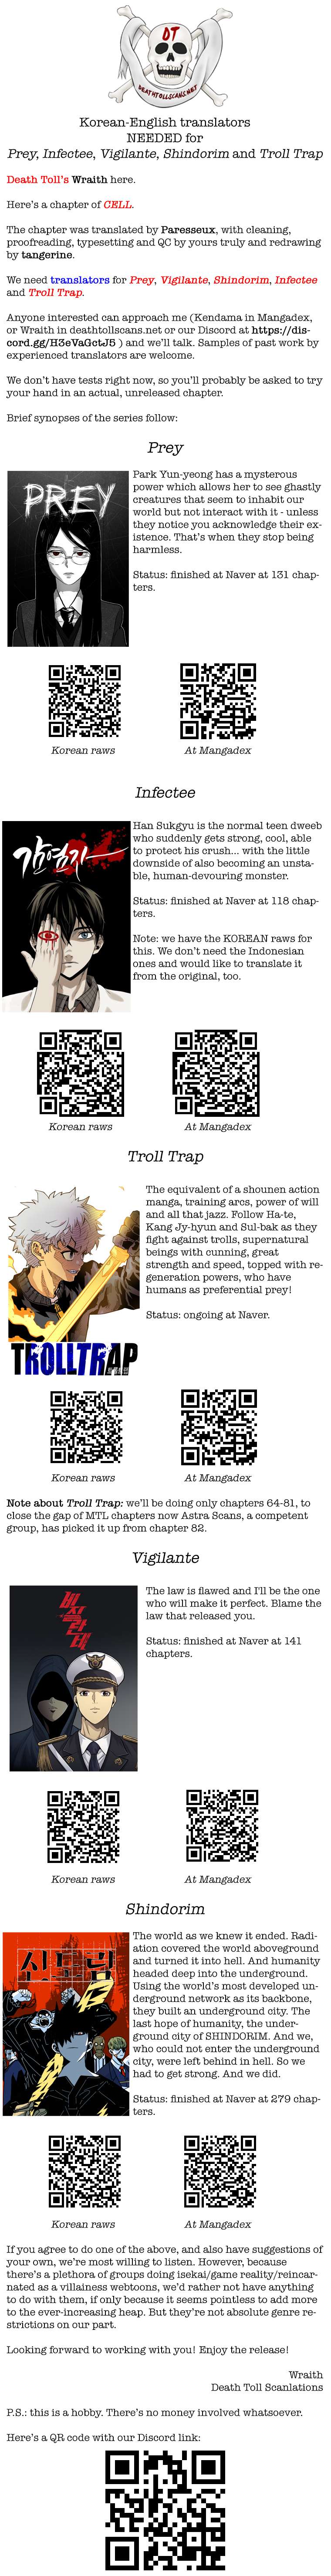 DT
DEATHTOLLSCANS.NET
Korean-English translators
NEEDED for
Prey, Infectee, Vigilante, Shindorim and Troll Trap
Death Toll's Wraith here.
Here's a chapter of CELL.
The chapter was translated by Paresseux, with cleaning,
proofreading, typesetting and QC by yours truly and redrawing
by tangerine.
We need translators for Prey, Vigilante, Shindorim, Infectee
and Troll Trap.
Anyone interested can approach me (Kendama in Mangadex,
or Wraith in deathtollscans.net or our Discord at https://dis-
cord.gg/H3eVaGctJ5 ) and we'll talk. Samples of past work by
experienced translators are welcome.
We don't have tests right now, so you'll probably be asked to try
your hand in an actual, unreleased chapter.
Brief synopses of the series follow:
Prey
PREY
Park Yun-yeong has a mysterious
power which allows her to see ghastly
creatures that seem to inhabit our
world but not interact with it - unless
they notice you acknowledge their ex-
istence. That's when they stop being
harmless.
Status: finished at Naver at 131 chap-
ters.
Korean raws
At Mangadex
Infectee
감염자
Han Sukgyu is the normal teen dweeb
who suddenly gets strong, cool, able
to protect his crush... with the little
downside of also becoming an unsta-
ble, human-devouring monster.
Status: finished at Naver at 118 chap-
ters.
Note: we have the KOREAN raws for
this. We don't need the Indonesian
ones and would like to translate it
from the original, too.
Korean raws
At Mangadex
Troll Trap
TROLLTRAP
The equivalent of a shounen action
manga, training arcs, power of will
and all that jazz. Follow Ha-te,
Kang Jy-hyun and Sul-bak as they
fight against trolls, supernatural
beings with cunning, great
strength and speed, topped with re-
generation powers, who have
humans as preferential prey!
Status: ongoing at Naver.
Korean raws
At Mangadex
Note about Troll Trap: we'll be doing only chapters 64-81, to
close the gap of MTL chapters now Astra Scans, a competent
group, has picked it up from chapter 82.
Vigilante
비질란테
The law is flawed and I'll be the one
who will make it perfect. Blame the
law that released you.
Status: finished at Naver at 141
chapters.
Korean raws
At Mangadex
Shindorim
신도림
The world as we knew it ended. Radi-
ation covered the world aboveground
and turned it into hell. And humanity
headed deep into the underground.
Using the world's most developed un-
derground network as its backbone,
they built an underground city. The
last hope of humanity, the under-
ground city of SHINDORIM. And we,
who could not enter the underground
city, were left behind in hell. So we
had to get strong. And we did.
Status: finished at Naver at 279 chap-
ters.
Korean raws
At Mangadex
If you agree to do one of the above, and also have suggestions of
your own, we're most willing to listen. However, because
there's a plethora of groups doing isekai/game reality/reincar-
nated as a villainess webtoons, we'd rather not have anything
to do with them, if only because it seems pointless to add more
to the ever-increasing heap. But they're not absolute genre re-
strictions on our part.
Looking forward to working with you! Enjoy the release!
Wraith
Death Toll Scanlations
P.S.: this is a hobby. There's no money involved whatsoever.
Here's a QR code with our Discord link: